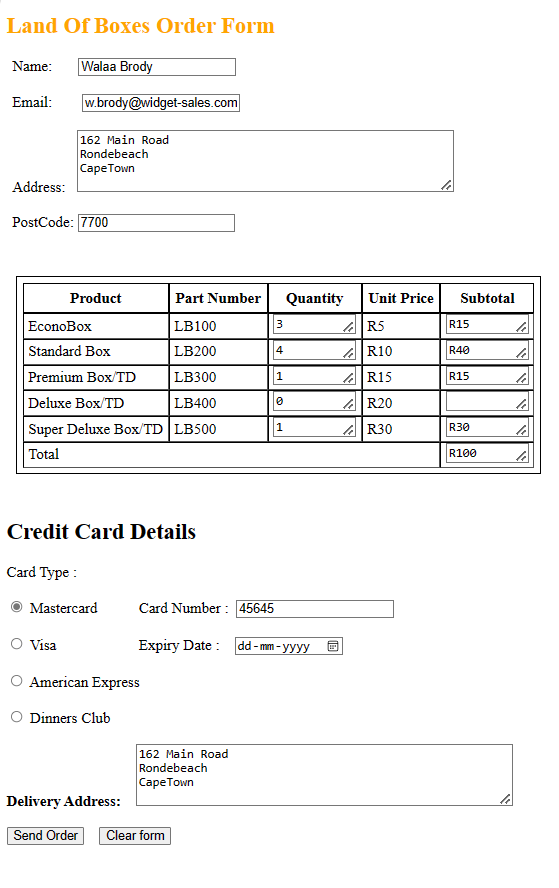 Land Of Boxes Order Form
Name: Walaa Brody
Email: w.brody@widget-sales.com
162 Main Road
Rondebeach
CapeTown
Address:
PostCode: 7700
Product Part Number Quantity Unit Price Subtotal
EconoBox LB100 3 R5 R15
Standard Box LB200 4 R10 R40
Premium Box/TD LB300 1 R15 R15
Deluxe Box/TD LB400 0 R20
Super Deluxe Box/TD LB500 1 R30 R30
Total R100
Credit Card Details
Card Type :
Mastercard Card Number : 45645
Visa Expiry Date : dd-mm-yyyy
American Express
Dinners Club
162 Main Road
Rondebeach
CapeTown
Delivery Address:
Send Order Clear form